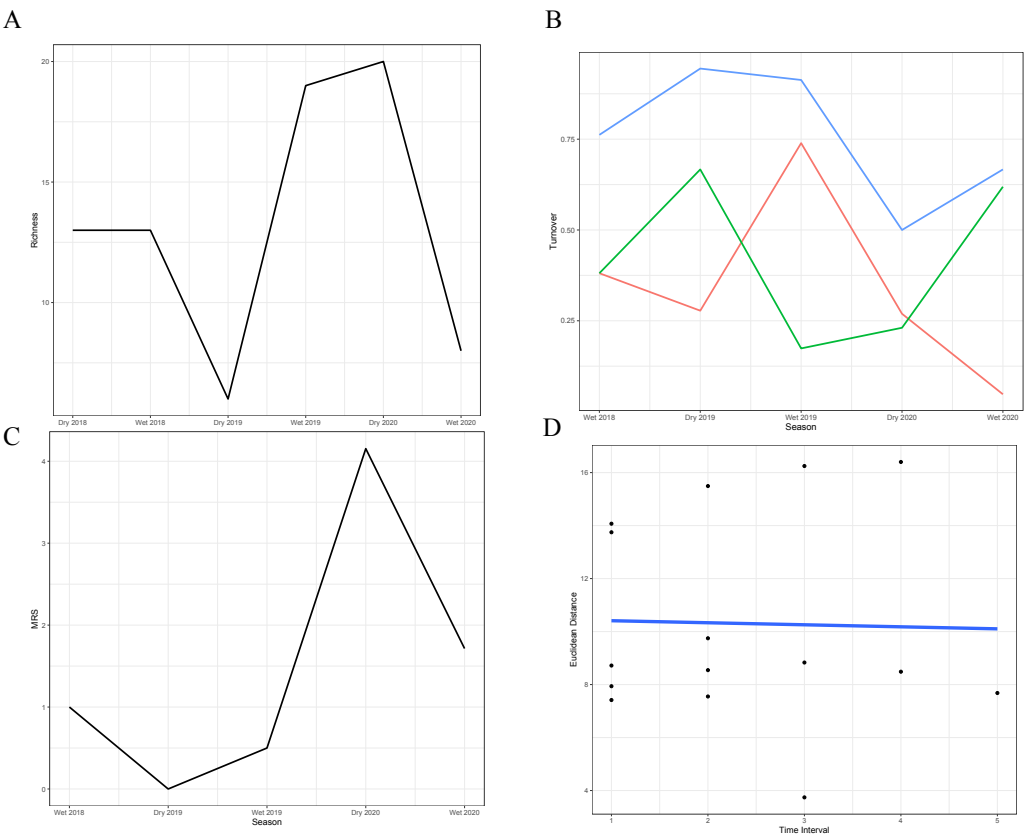 A
20
15
10
Richness
Dry 2018 Wet 2018 Dry 2019 Wet 2019 Dry 2020 Wet 2020
B
0.75
0.50
0.25
Turnover
Wet 2018 Dry 2019 Wet 2019 Dry 2020 Wet 2020
Season
C
4
3
2
1
0
MRS
Wet 2018 Dry 2019 Wet 2019 Dry 2020 Wet 2020
Season
D
16
12
8
4
Euclidean Distance
1 2 3 4 5
Time Interval